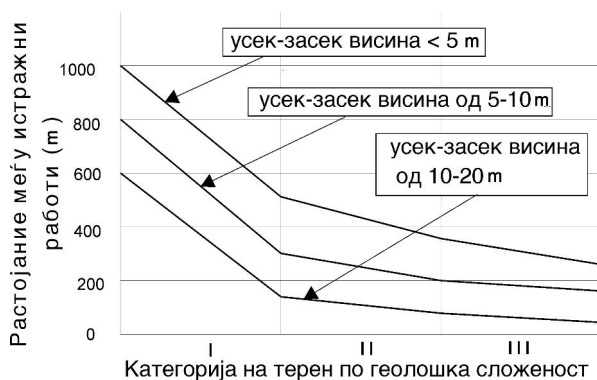 усек-засек висина < 5 m
1000
усек-засек висина од 5-10 m
800
усек-засек висина
од 10-20 m
600
400
200
0
Растојание меѓу истражни
работи (m)
I
II
III
Категорија на терен по геолошка сложеност